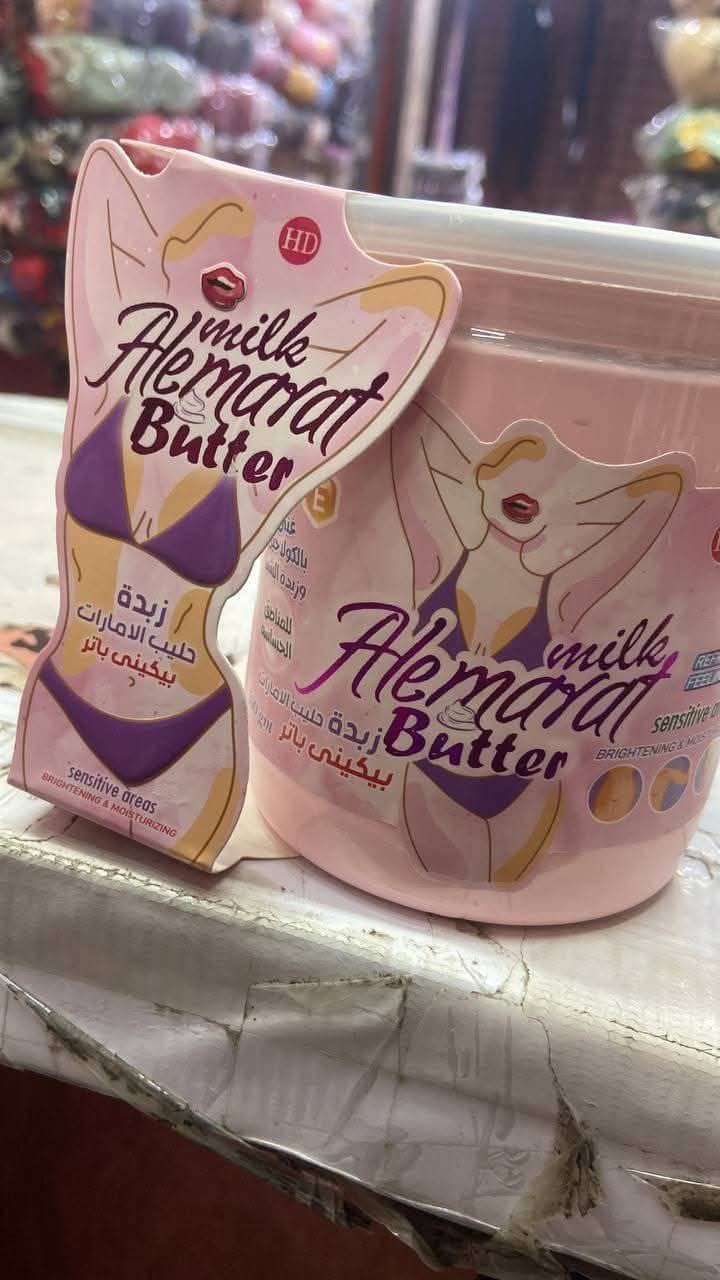 HD
milk
Alemarat
Butter
زبدة
حليب الامارات
بيكيني باتر
sensitive areas
BRIGHTENING & MOISTURIZING
E
للمناطق
الحساسة
milk
Alemarat
Butter
زبدة حليب الامارات
بيكيني باتر
sensitive
BRIGHTENING &